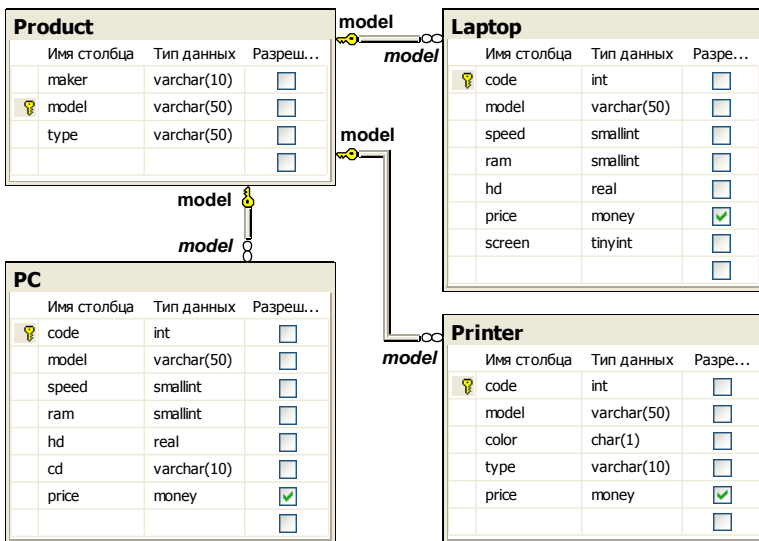 Product
Имя столбца Тип данных Разреш...
maker varchar(10)
model varchar(50)
type varchar(50)
model
model
Laptop
Имя столбца Тип данных Разре...
code int
model varchar(50)
speed smallint
ram smallint
hd real
price money
screen tinyint
model
model
model
model
PC
Имя столбца Тип данных Разреш...
code int
model varchar(50)
speed smallint
ram smallint
hd real
cd varchar(10)
price money
Printer
Имя столбца Тип данных Разре...
code int
model varchar(50)
color char(1)
type varchar(10)
price money